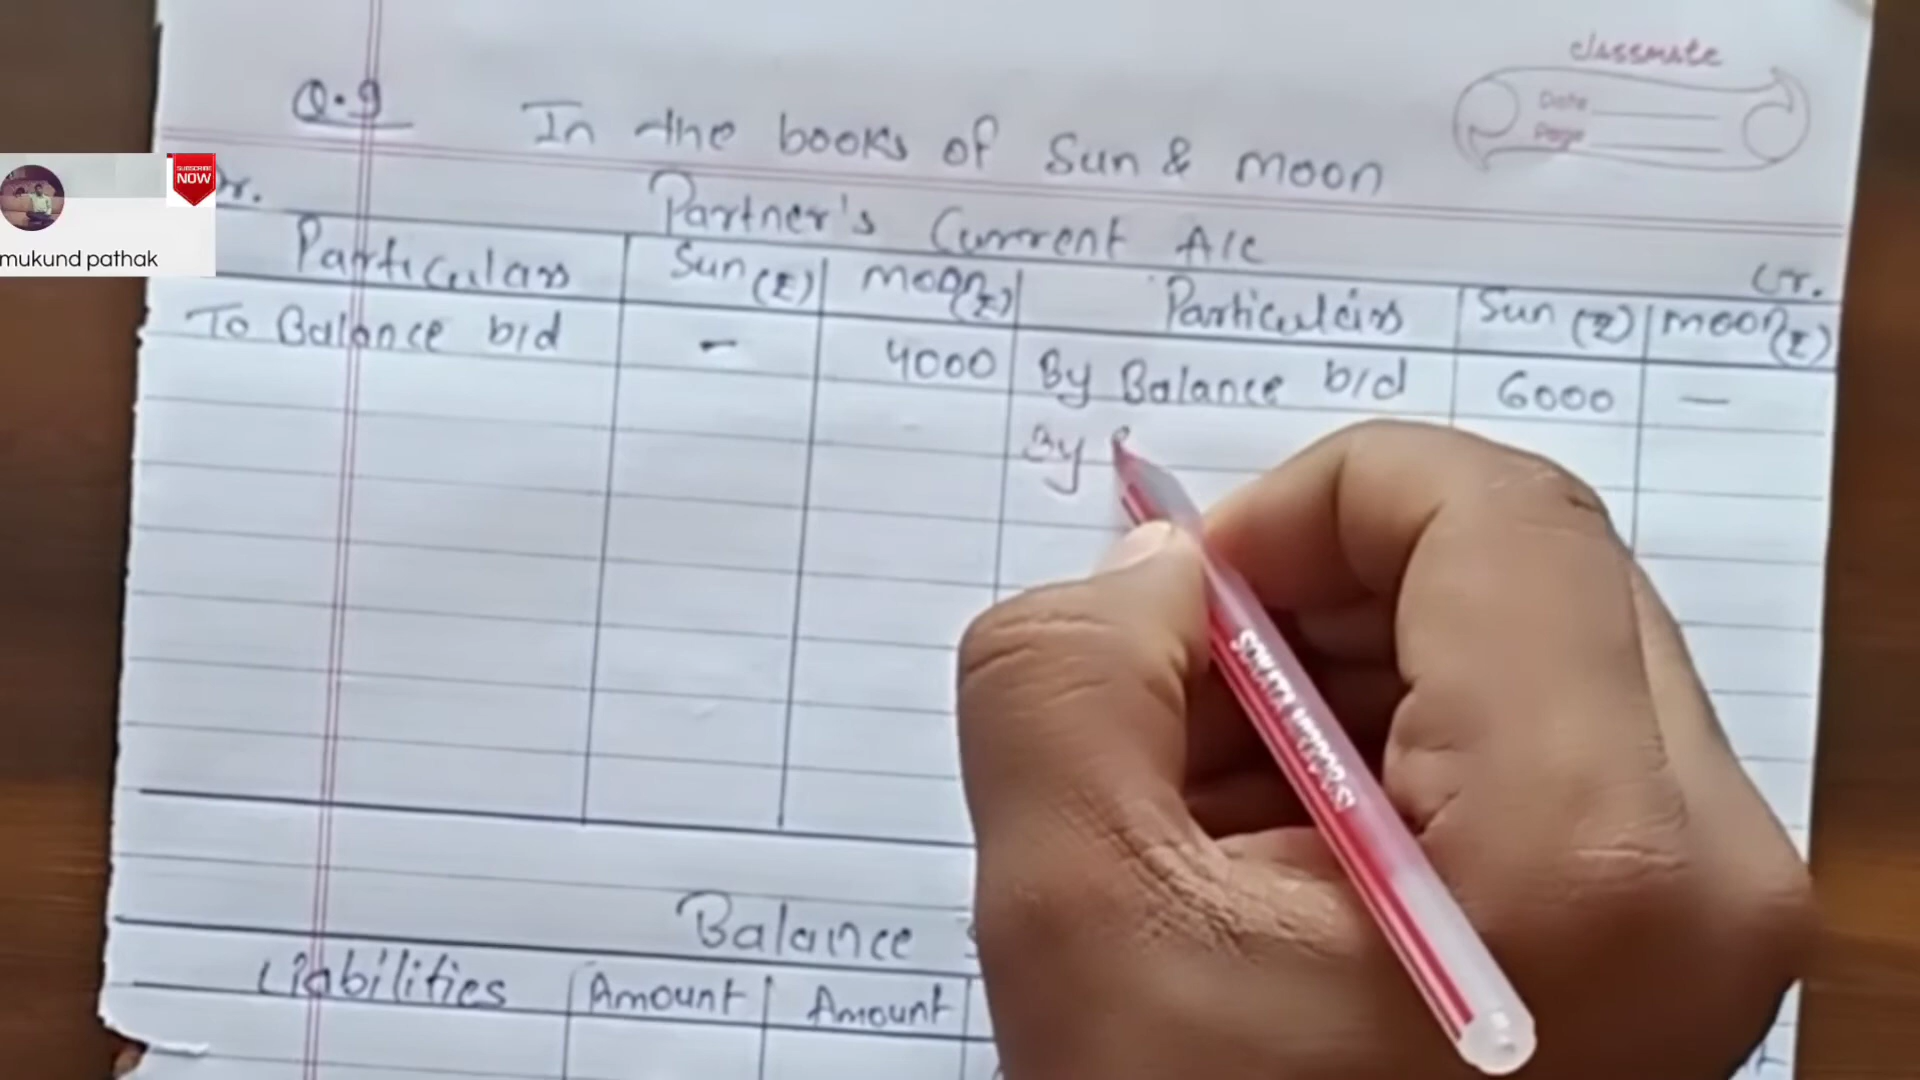 classmate
Date
Page
Q.9 In the books of Sun & Moon
SUBSCRIBE NOW
mukund pathak
Partner's Current A/c
Cr.
Particulars Sun (₹) Moon (₹) Particulars Sun (₹) Moon (₹)
To Balance b/d - 4000 By Balance b/d 6000 —
By
Balance
Liabilities Amount Amount